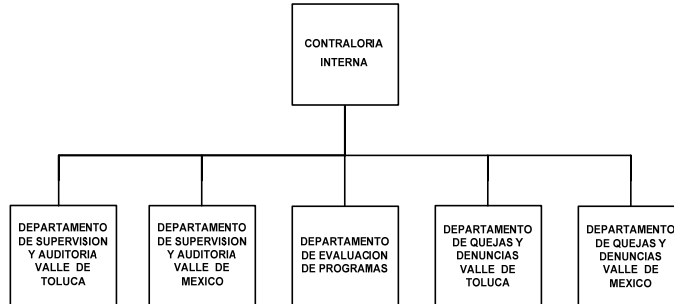 CONTRALORIA
INTERNA
DEPARTAMENTO
DE SUPERVISION
Y AUDITORIA
VALLE DE
TOLUCA
DEPARTAMENTO
DE SUPERVISION
Y AUDITORIA
VALLE DE
MEXICO
DEPARTAMENTO
DE EVALUACION
DE PROGRAMAS
DEPARTAMENTO
DE QUEJAS Y
DENUNCIAS
VALLE DE
TOLUCA
DEPARTAMENTO
DE QUEJAS Y
DENUNCIAS
VALLE DE
MEXICO